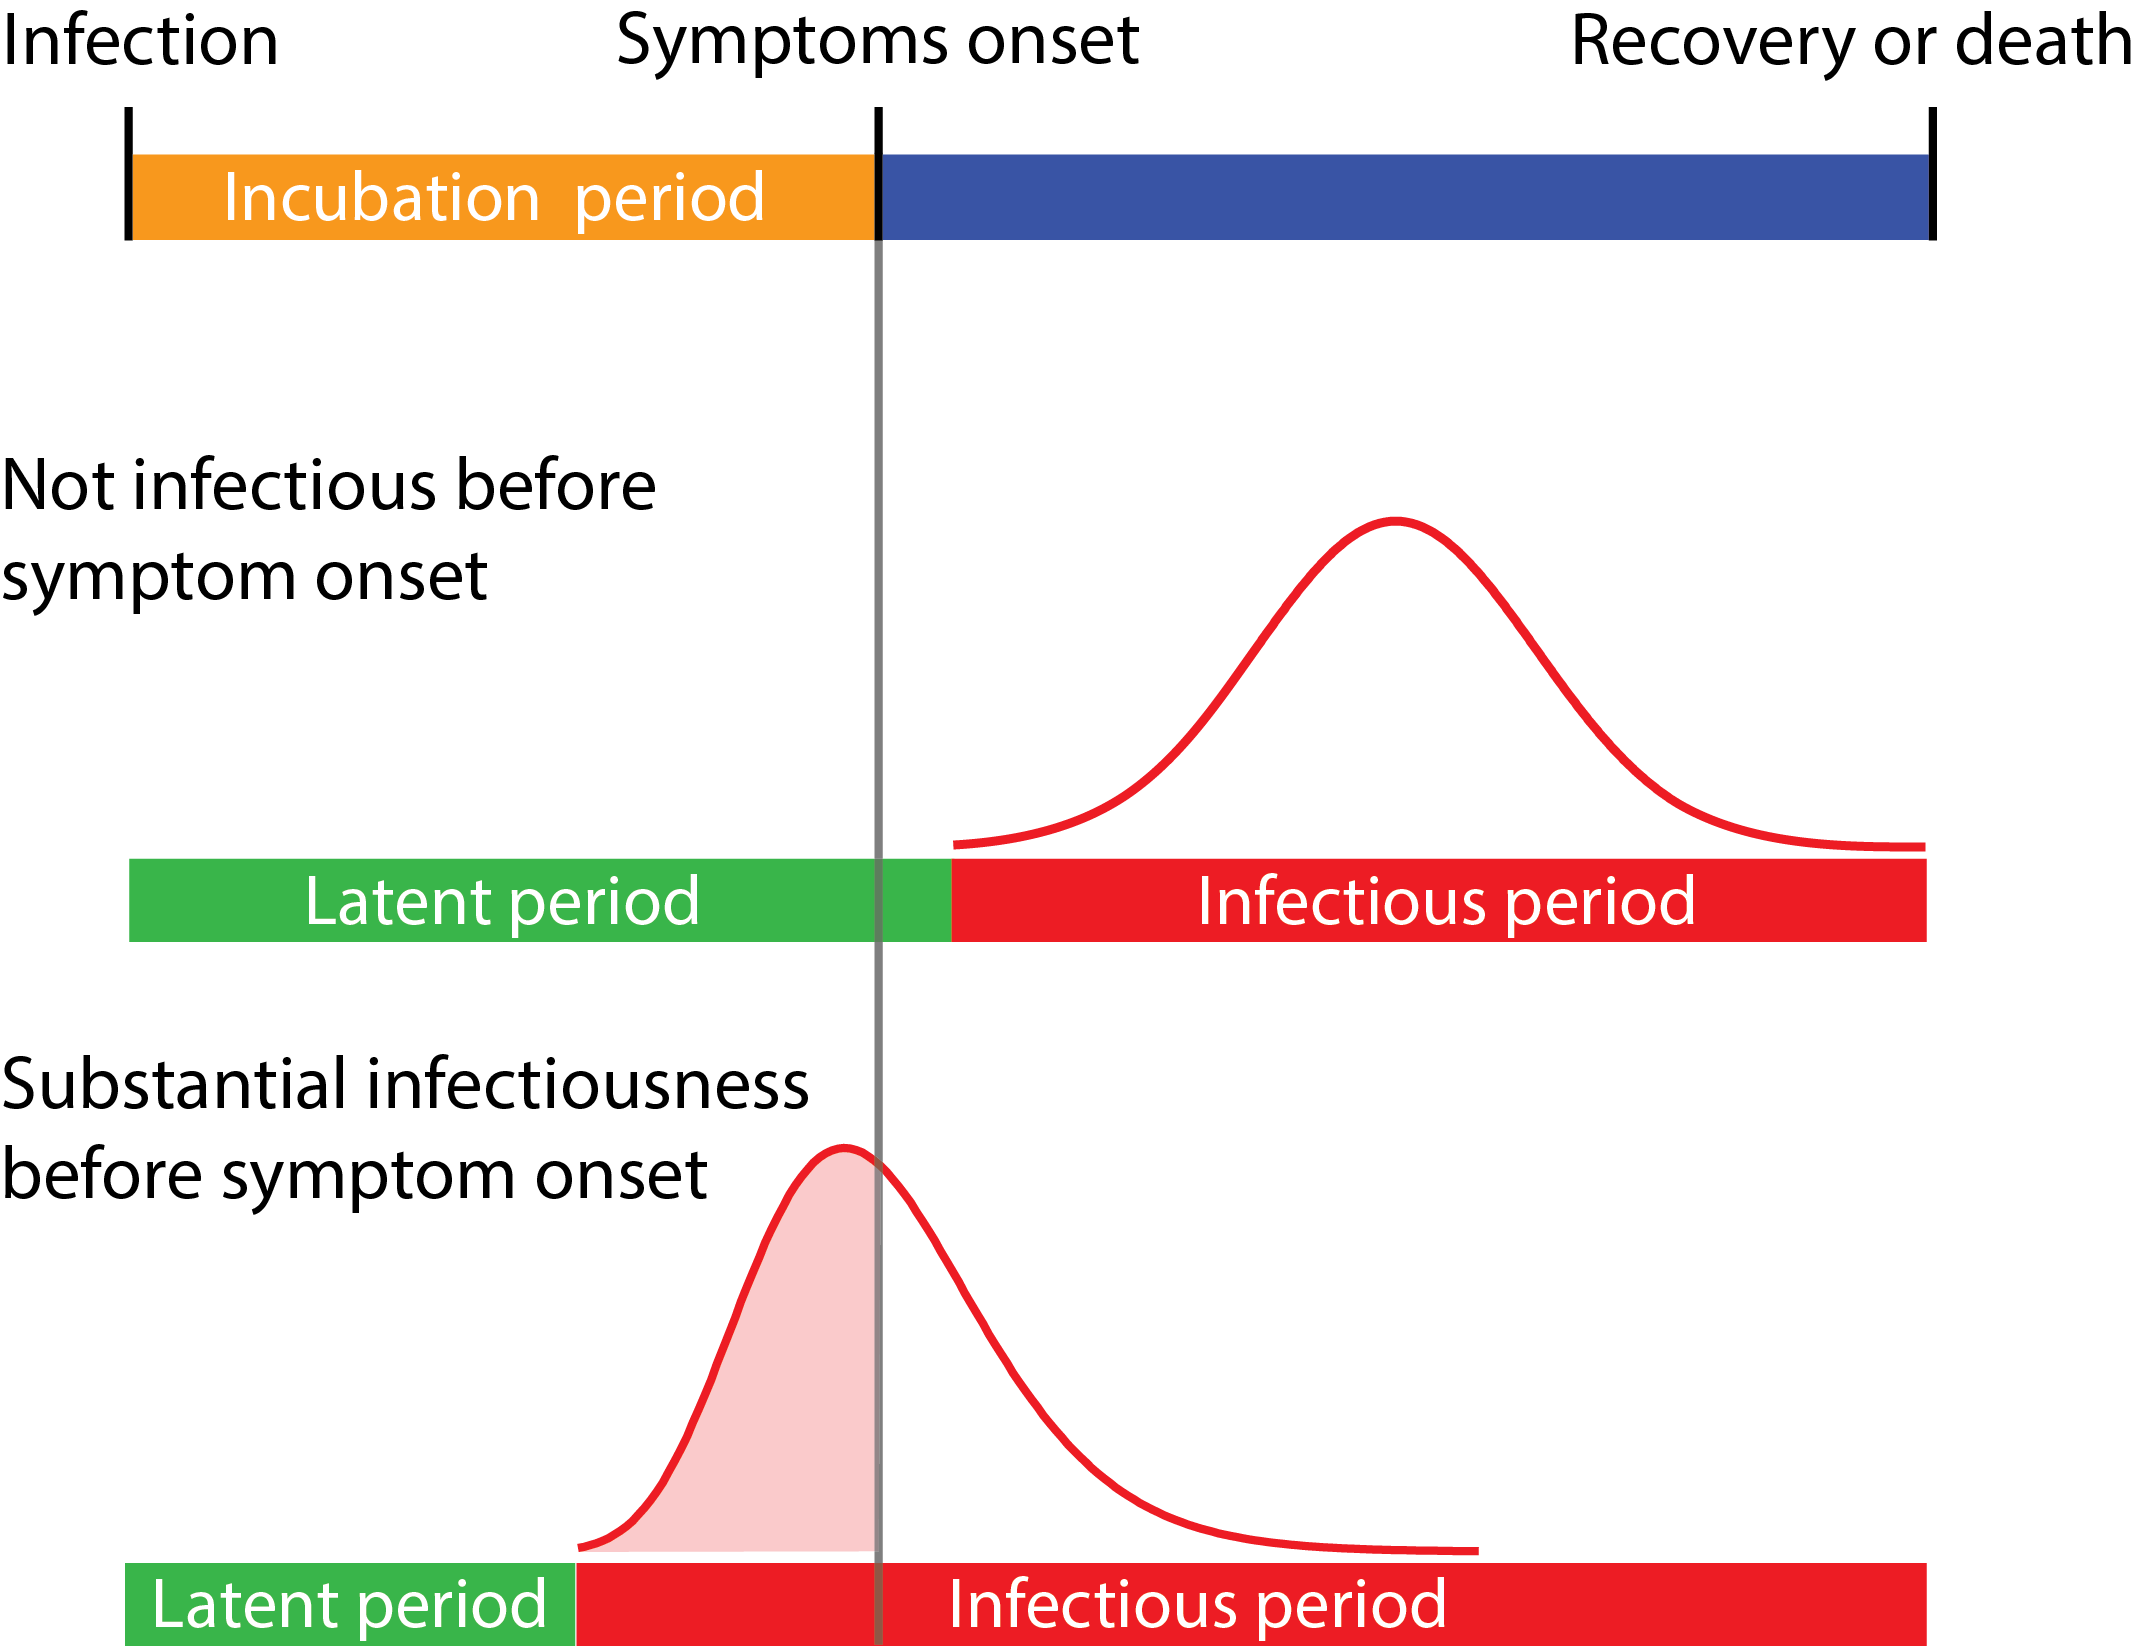 Infection
Symptoms onset
Recovery or death
Incubation period
Not infectious before
symptom onset
Latent period
Infectious period
Substantial infectiousness
before symptom onset
Latent period
Infectious period